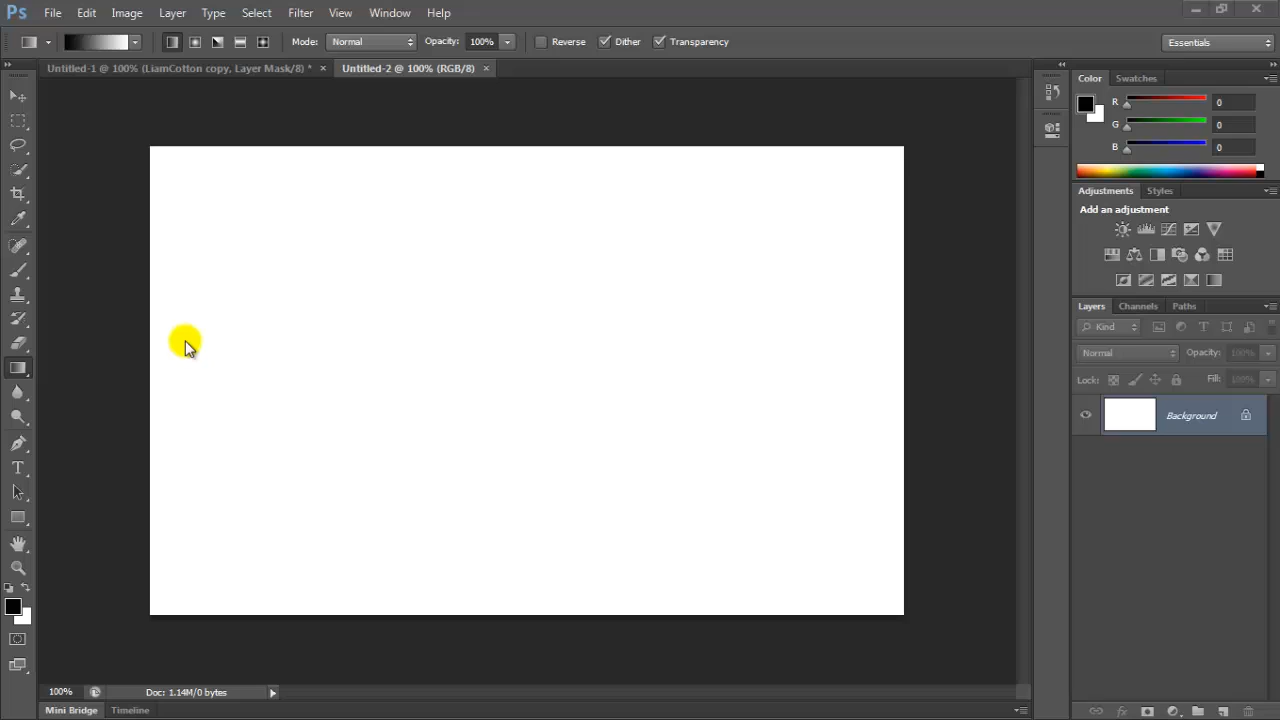 Ps File Edit Image Layer Type Select Filter View Window Help
Mode: Normal Opacity: 100% Reverse Dither Transparency Essentials
Untitled-1 @ 100% (LiamCotton copy, Layer Mask/8) * × Untitled-2 @ 100% (RGB/8) ×
Color Swatches
R 0
G 0
B 0
Adjustments Styles
Add an adjustment
Layers Channels Paths
Kind
Normal Opacity: 100%
Lock: Fill: 100%
Background
100% Doc: 1.14M/0 bytes
Mini Bridge Timeline